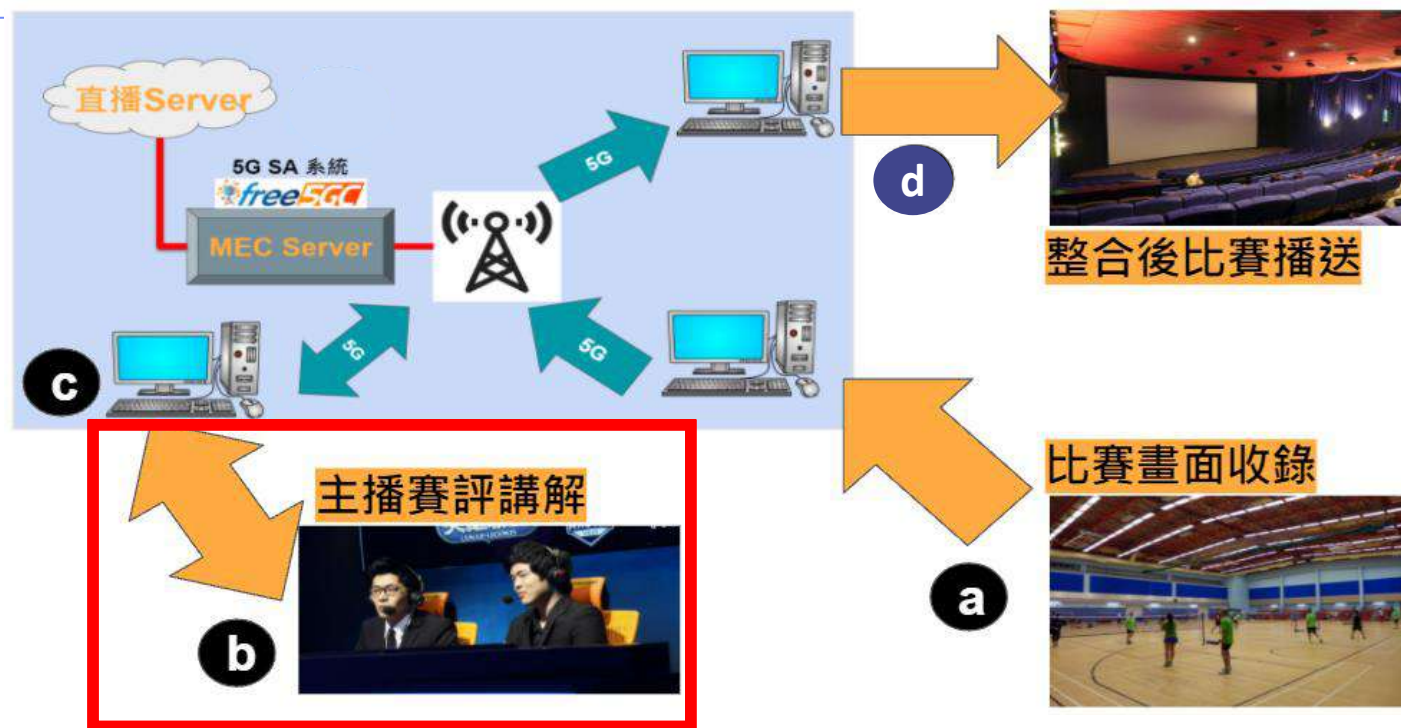 直播Server
5G SA 系統
free5GC
MEC Server
5G
5G
5G
d
整合後比賽播送
c
主播賽評講解
b
比賽畫面收錄
a